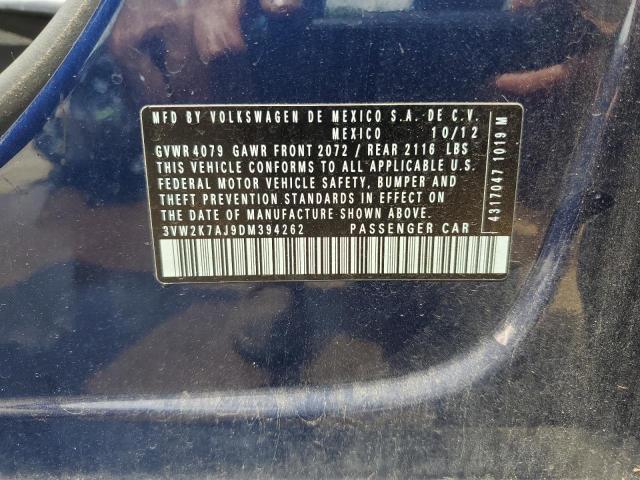 MFD BY VOLKSWAGEN DE MEXICO S.A. DE C.V.
MEXICO 10/12
GVWR4079 GAWR FRONT 2072 / REAR 2116 LBS
THIS VEHICLE CONFORMS TO ALL APPLICABLE U.S.
FEDERAL MOTOR VEHICLE SAFETY, BUMPER AND
THEFT PREVENTION STANDARDS IN EFFECT ON
THE DATE OF MANUFACTURE SHOWN ABOVE.
3VW2K7AJ9DM394262 PASSENGER CAR
4317047 1019 M